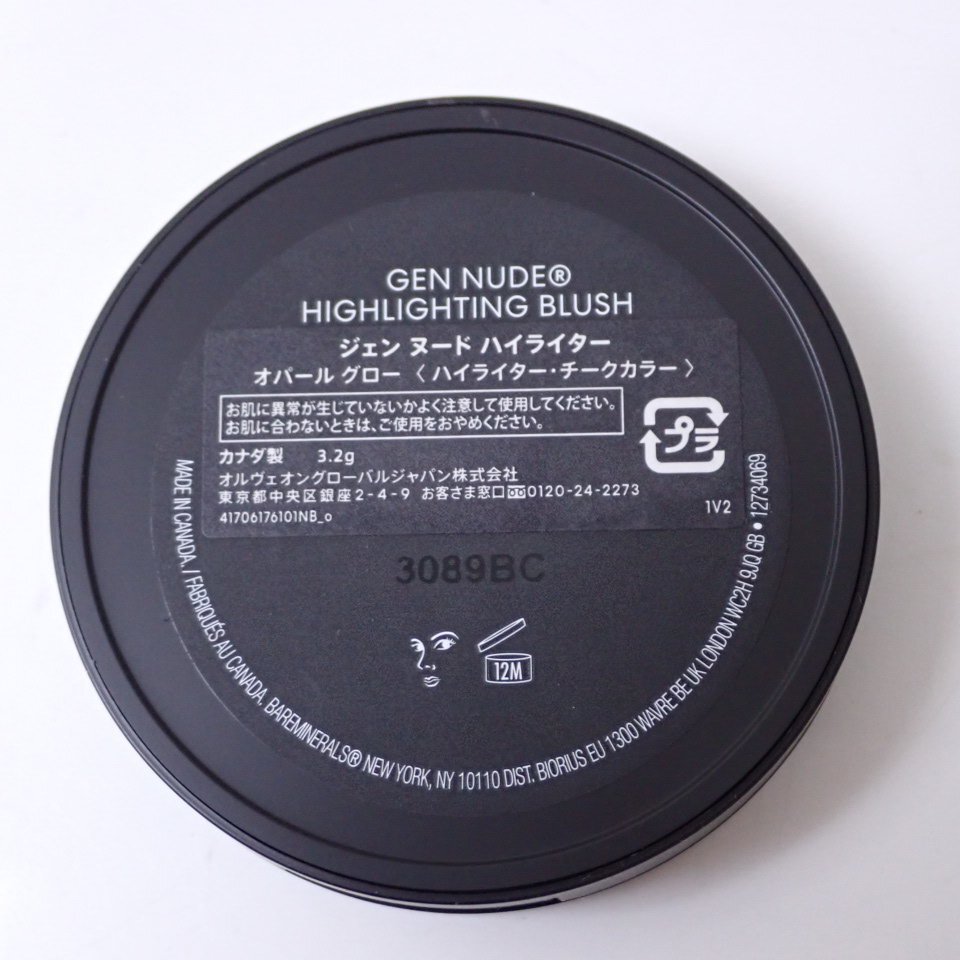 GEN NUDE®
HIGHLIGHTING BLUSH
ジェン ヌード ハイライター
オパール グロー 〈 ハイライター・チークカラー 〉
お肌に異常が生じていないかよく注意して使用してください。
お肌に合わないときは、ご使用をおやめください。
プラ
カナダ製 3.2g
オルヴェオングローバルジャパン株式会社
東京都中央区銀座2-4-9 お客さま窓口 0120-24-2273
41706176101NB_o 1V2
3089BC
12M
MADE IN CANADA. / FABRIQUÉS AU CANADA. BAREMINERALS® NEW YORK, NY 10110 DIST. BIORIUS EU 1300 WAVRE BE UK LONDON WC2H 9JQ GB • 12734069